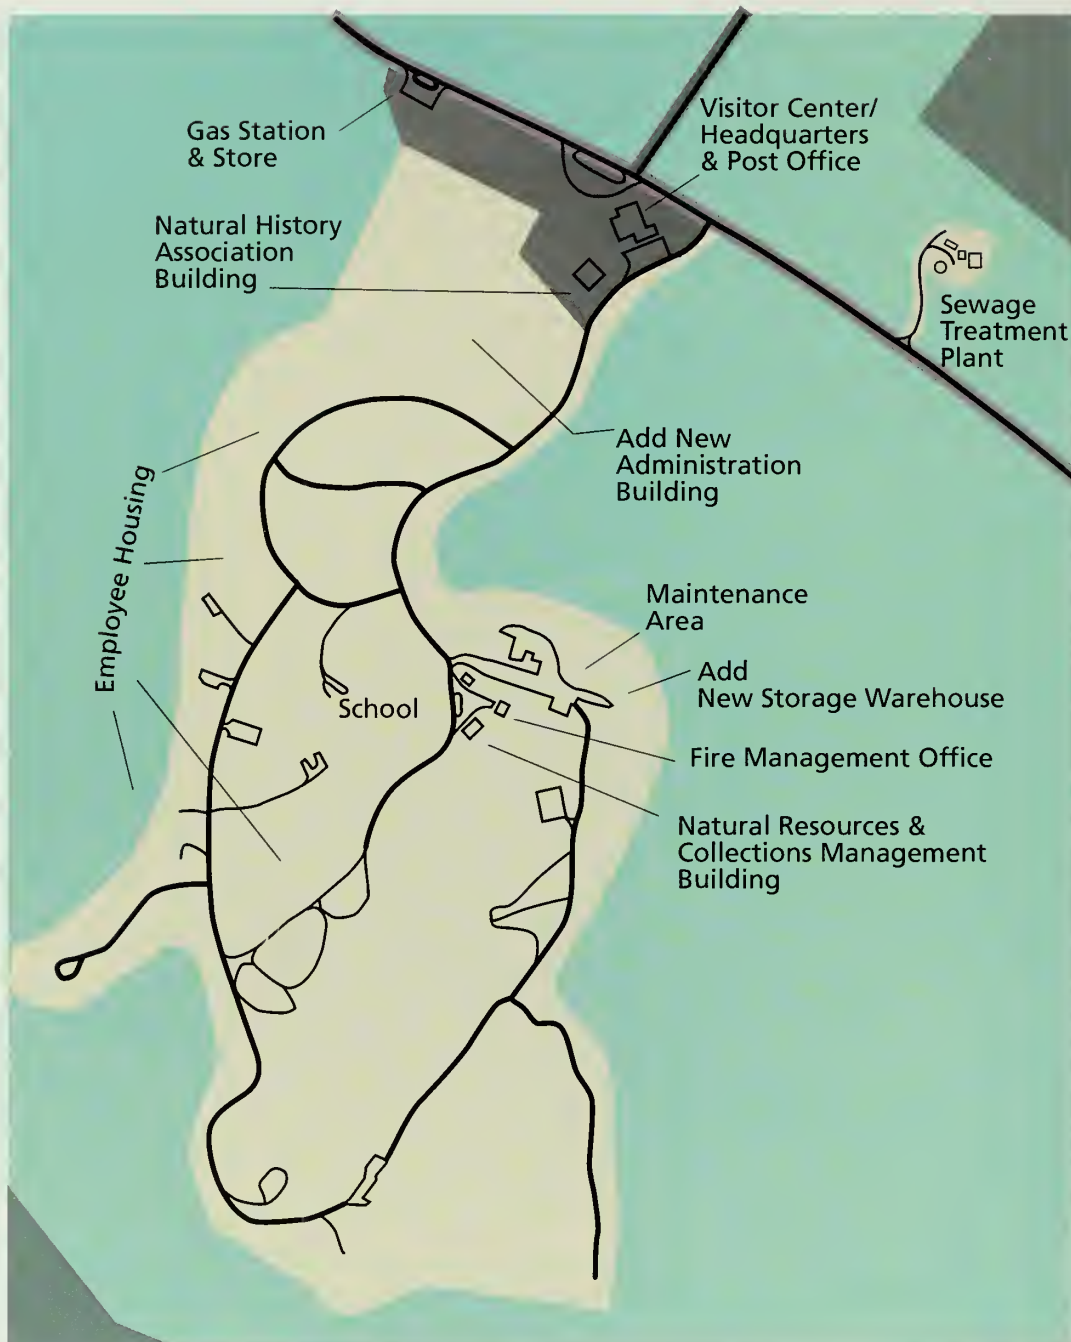 Gas Station
& Store
Visitor Center/
Headquarters
& Post Office
Natural History
Association
Building
Sewage
Treatment
Plant
Add New
Administration
Building
Employee Housing
Maintenance
Area
Add
New Storage Warehouse
School
Fire Management Office
Natural Resources &
Collections Management
Building